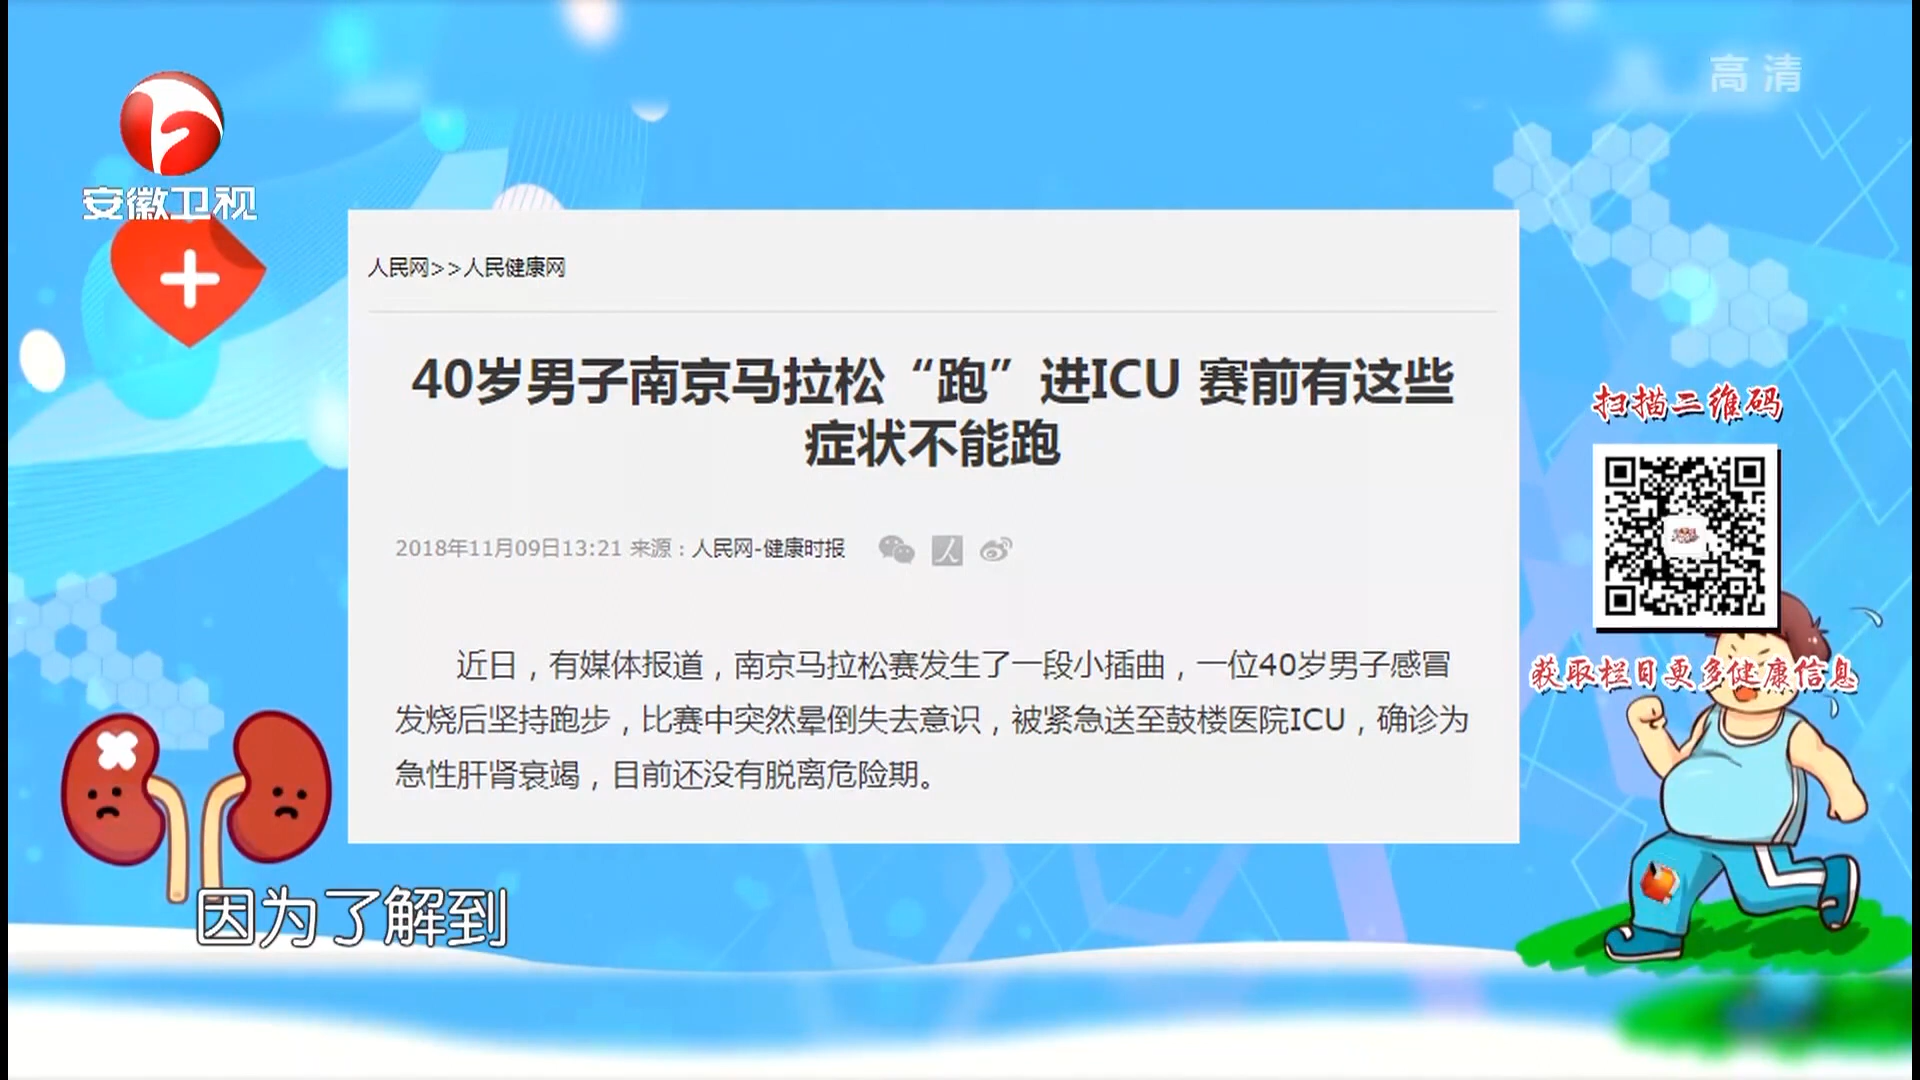 高清
安徽卫视
人民网>>人民健康网
40岁男子南京马拉松“跑”进ICU 赛前有这些
症状不能跑
2018年11月09日13:21 来源：人民网-健康时报
近日，有媒体报道，南京马拉松赛发生了一段小插曲，一位40岁男子感冒
发烧后坚持跑步，比赛中突然晕倒失去意识，被紧急送至鼓楼医院ICU，确诊为
急性肝肾衰竭，目前还没有脱离危险期。
扫描二维码
获取栏目更多健康信息
因为了解到